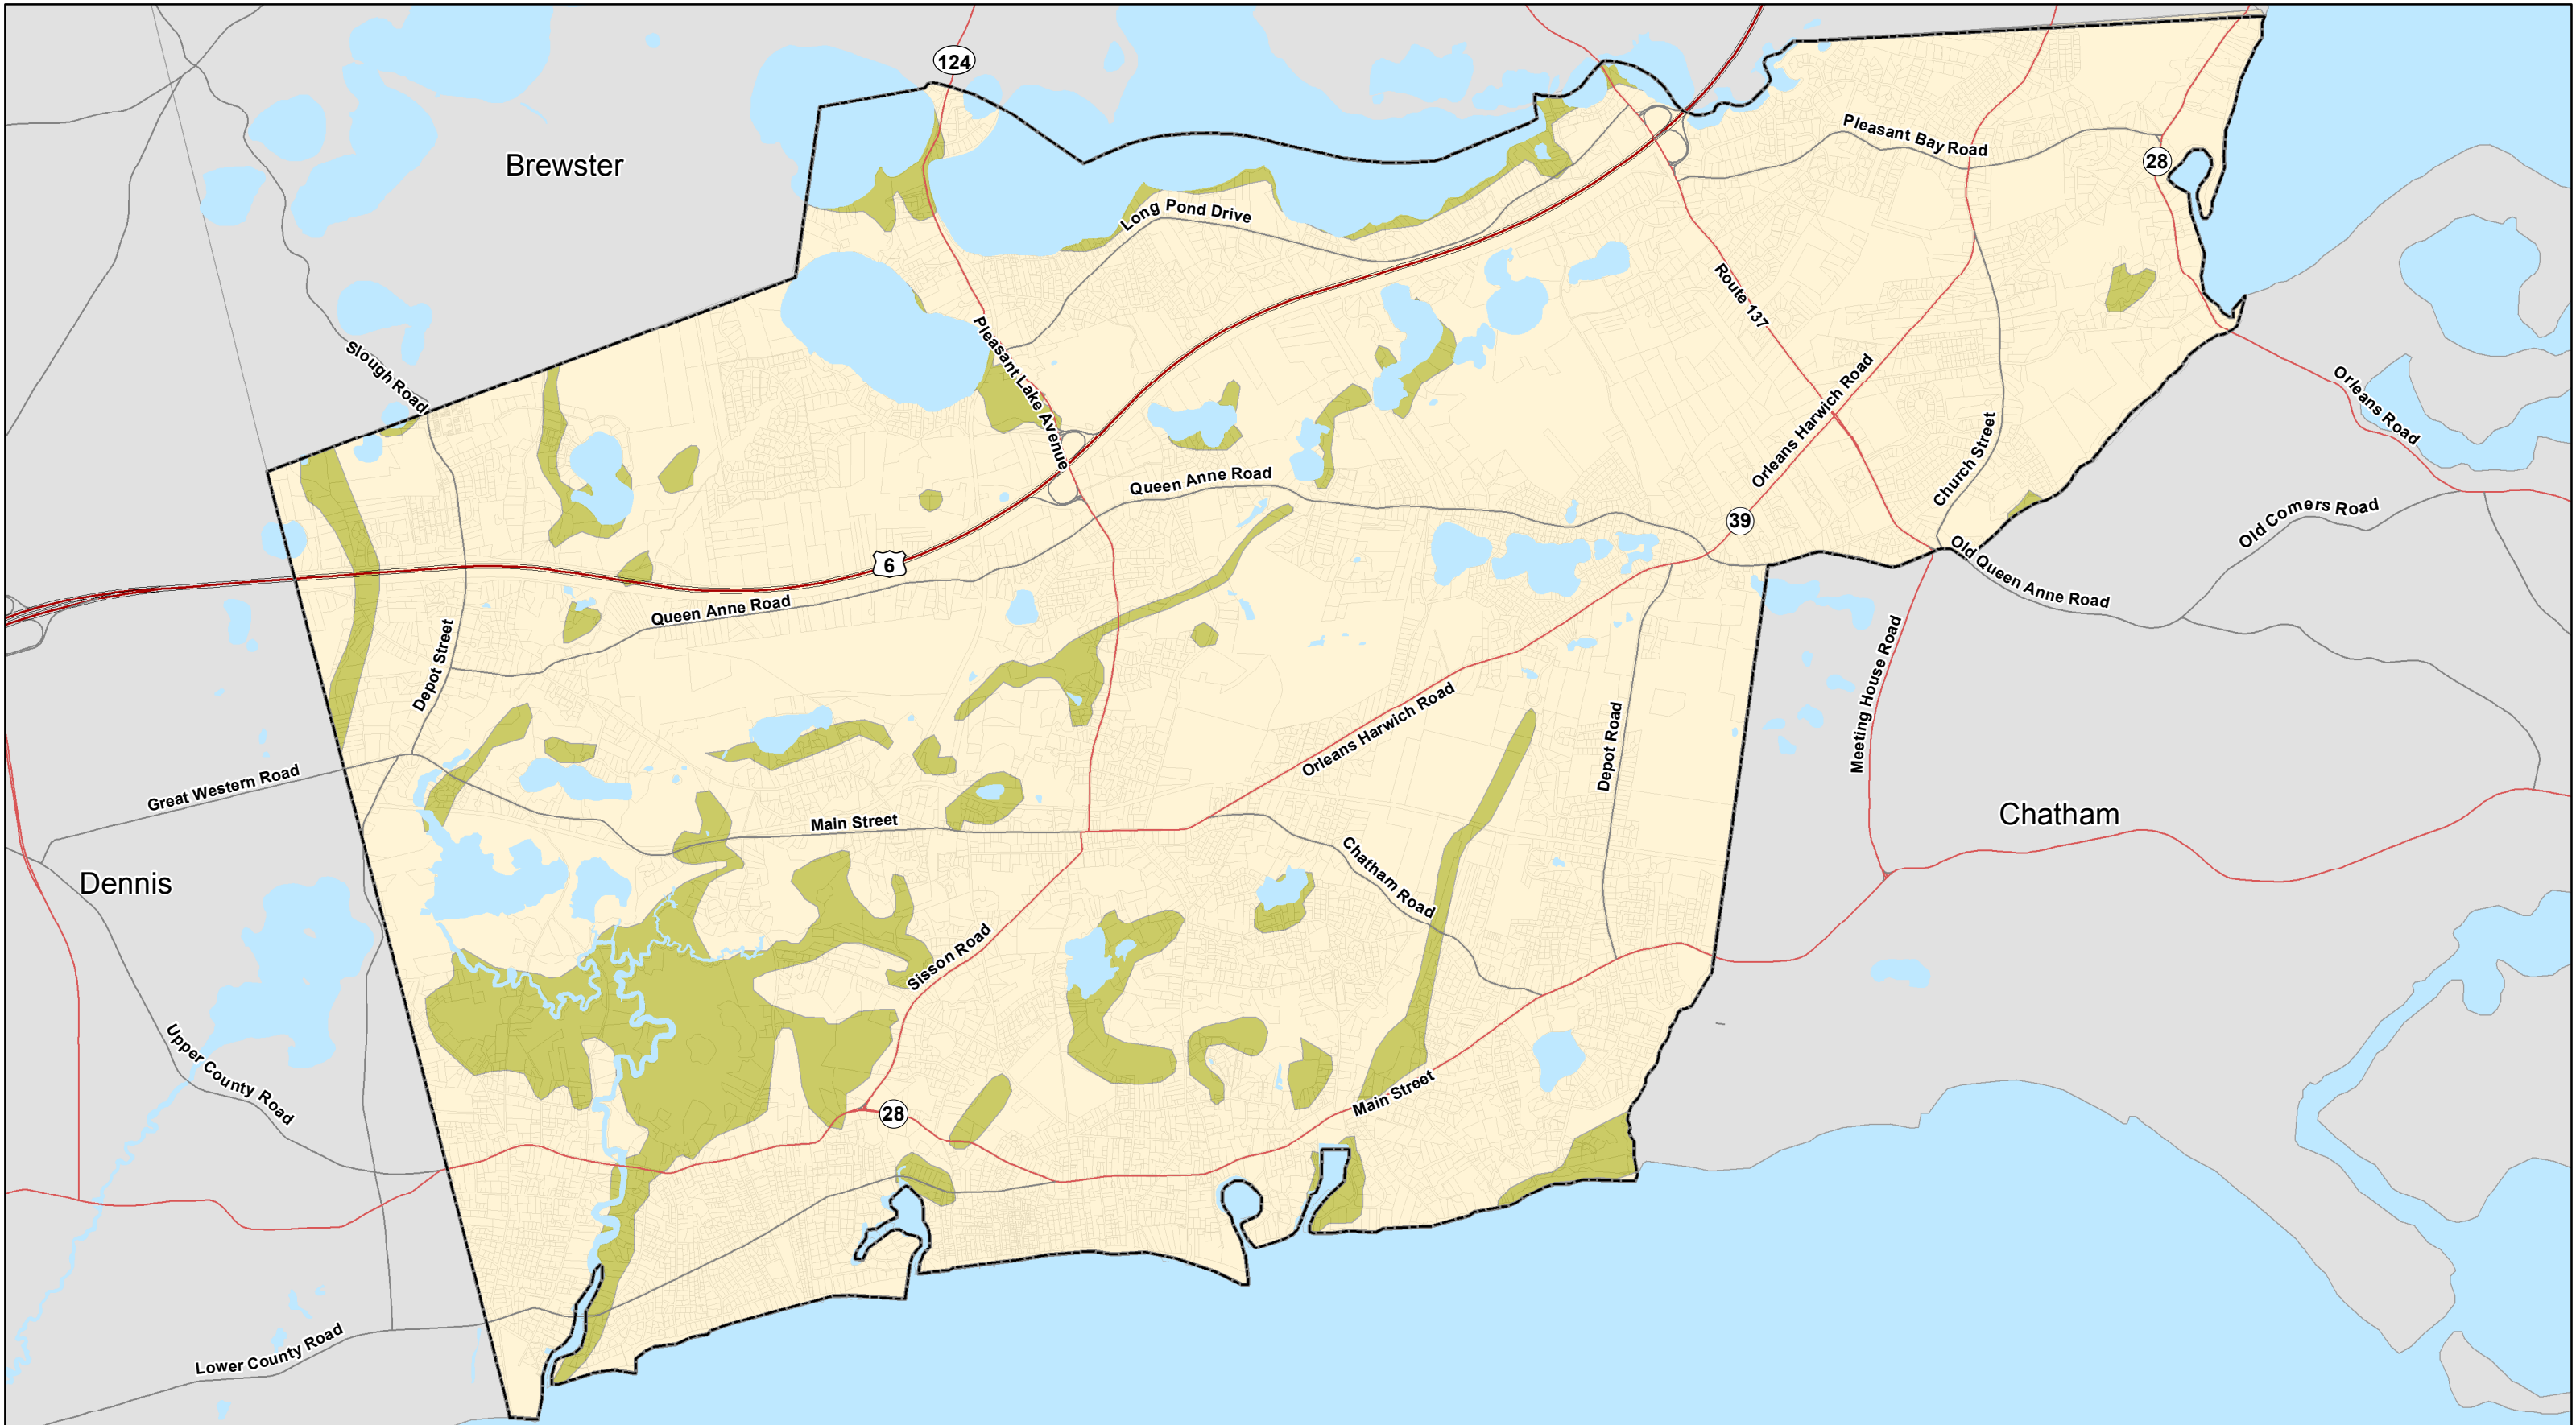 124
Brewster
Pleasant Bay Road
28
Long Pond Drive
Route 137
Pleasant Lake Avenue
Slough Road
Orleans Harwich Road
Orleans Road
Church Street
Queen Anne Road
39
Old Comers Road
Old Queen Anne Road
6
Queen Anne Road
Depot Street
Meeting House Road
Orleans Harwich Road
Depot Road
Great Western Road
Main Street
Chatham
Dennis
Chatham Road
Sisson Road
Upper County Road
Main Street
28
Lower County Road